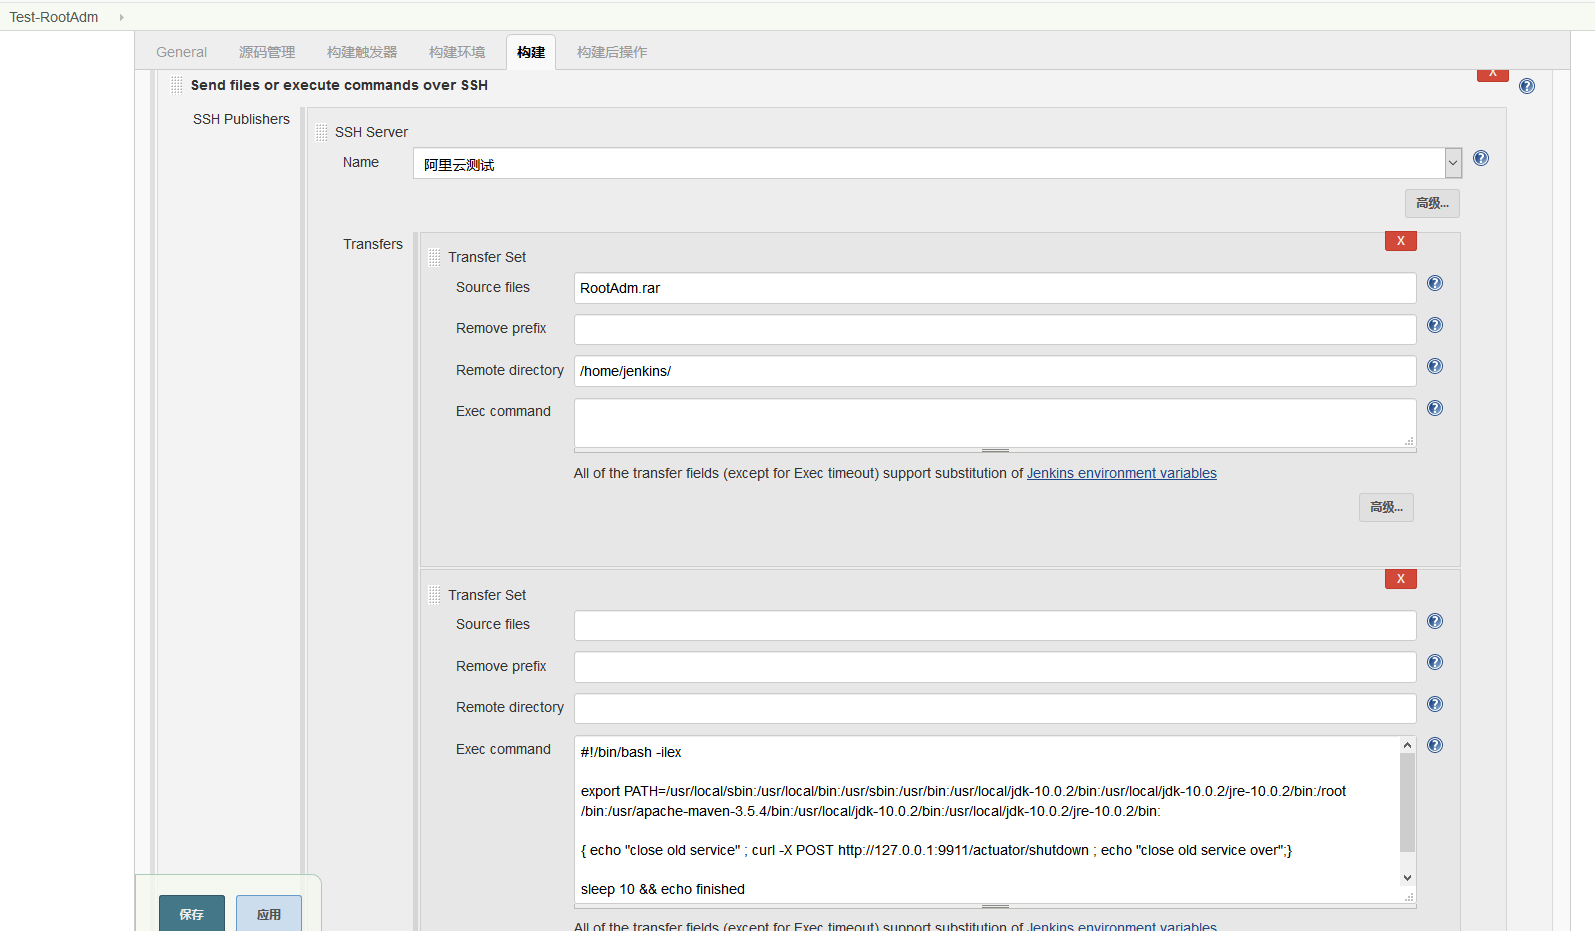 Test-RootAdm
General 源码管理 构建触发器 构建环境 构建 构建后操作
Send files or execute commands over SSH
X
SSH Publishers
SSH Server
Name
阿里云测试
高级...
Transfers
X
Transfer Set
Source files
RootAdm.rar
Remove prefix
Remote directory
/home/jenkins/
Exec command
All of the transfer fields (except for Exec timeout) support substitution of Jenkins environment variables
高级...
X
Transfer Set
Source files
Remove prefix
Remote directory
Exec command
#!/bin/bash -ilex
export PATH=/usr/local/sbin:/usr/local/bin:/usr/sbin:/usr/bin:/usr/local/jdk-10.0.2/bin:/usr/local/jdk-10.0.2/jre-10.0.2/bin:/root
/bin:/usr/apache-maven-3.5.4/bin:/usr/local/jdk-10.0.2/bin:/usr/local/jdk-10.0.2/jre-10.0.2/bin:
{ echo "close old service" ; curl -X POST http://127.0.0.1:9911/actuator/shutdown ; echo "close old service over";}
sleep 10 && echo finished
All of the transfer fields (except for Exec timeout) support substitution of Jenkins environment variables
保存
应用